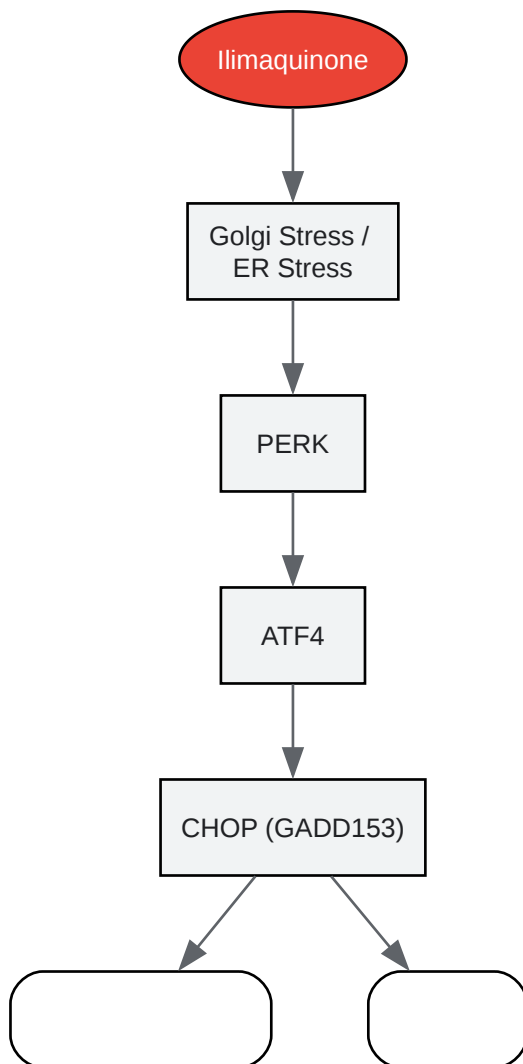 Ilimaquinone
Golgi Stress /
ER Stress
PERK
ATF4
CHOP (GADD153)